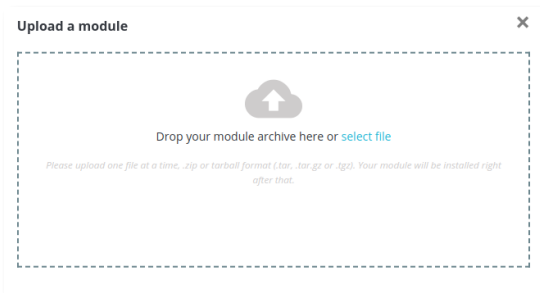 Upload a module
Drop your module archive here or select file
Please upload one file at a time, .zip or tarball format (.tar, .tar.gz or .tgz). Your module will be installed right
after that.